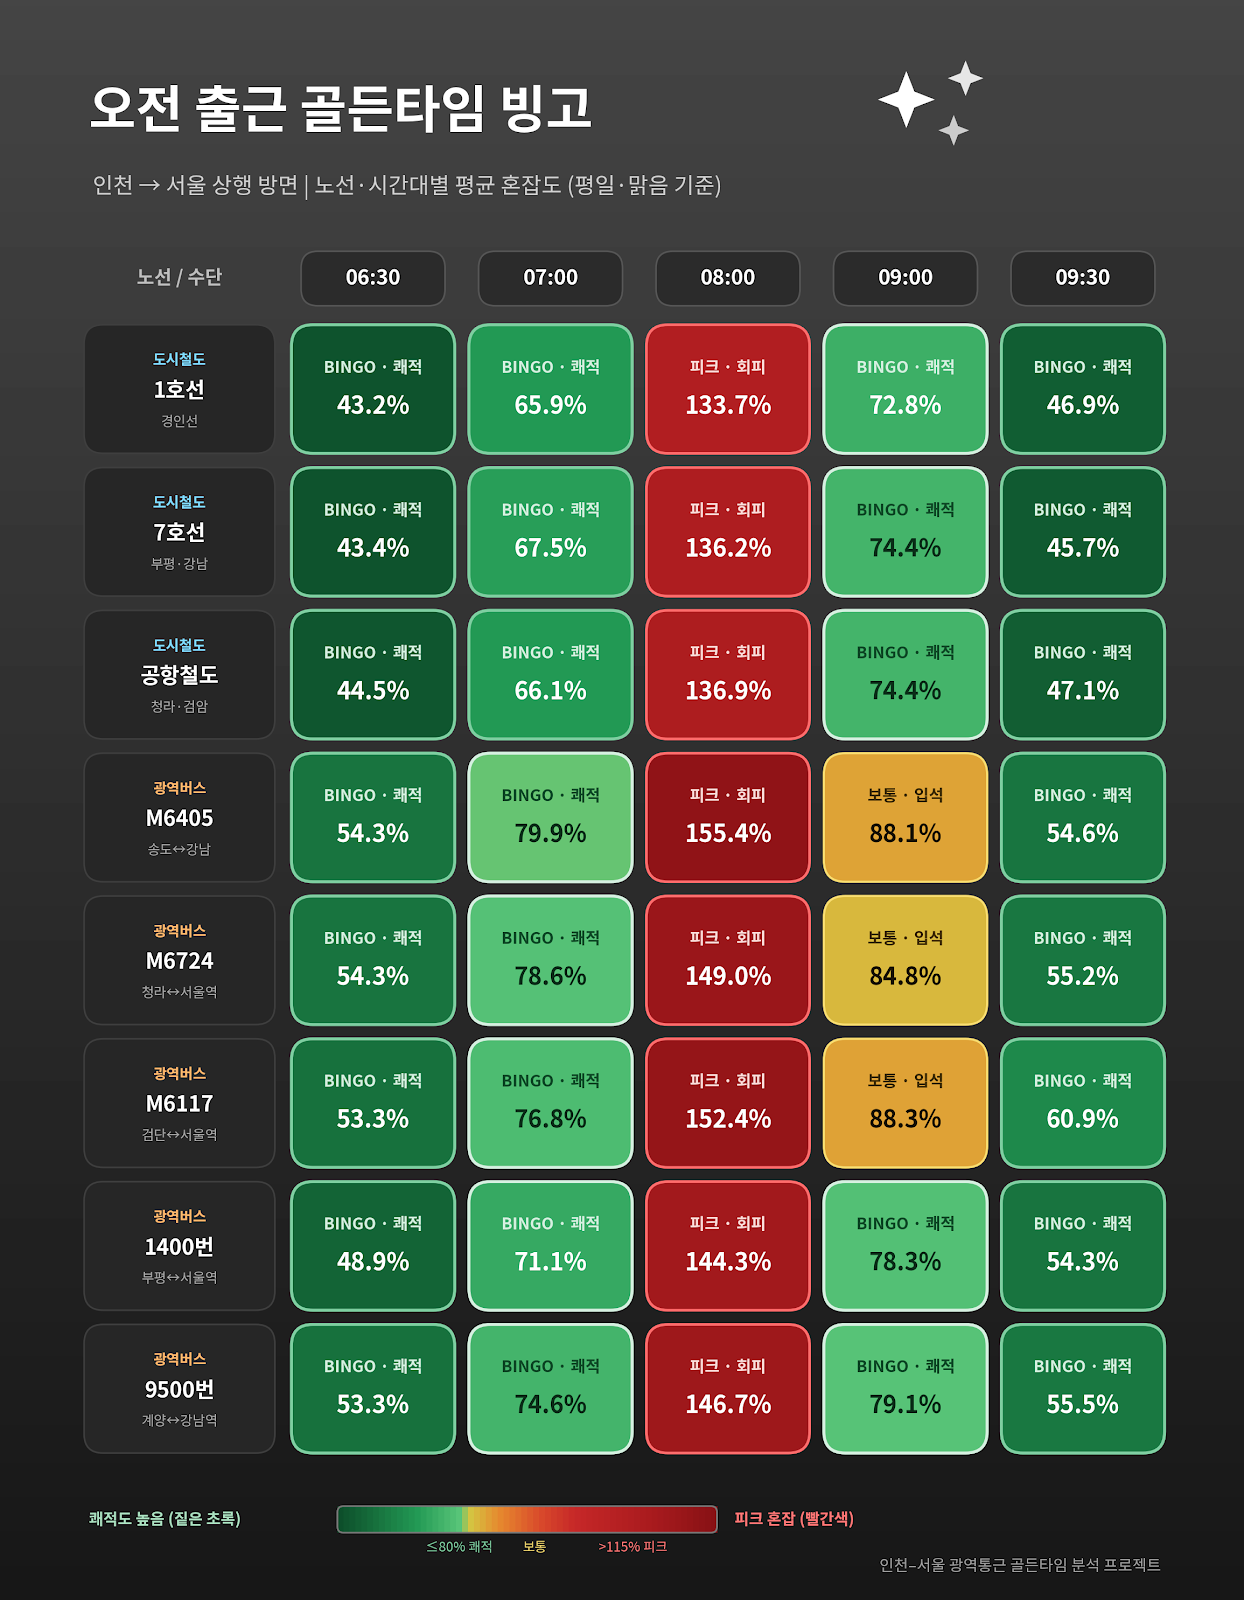 오전 출근 골든타임 빙고
인천 → 서울 상행 방면 | 노선·시간대별 평균 혼잡도 (평일·맑음 기준)
노선 / 수단 06:30 07:00 08:00 09:00 09:30
도시철도
1호선
경인선
BINGO · 쾌적 BINGO · 쾌적 피크 · 회피 BINGO · 쾌적 BINGO · 쾌적
43.2% 65.9% 133.7% 72.8% 46.9%
도시철도
7호선
부평·강남
BINGO · 쾌적 BINGO · 쾌적 피크 · 회피 BINGO · 쾌적 BINGO · 쾌적
43.4% 67.5% 136.2% 74.4% 45.7%
도시철도
공항철도
청라·검암
BINGO · 쾌적 BINGO · 쾌적 피크 · 회피 BINGO · 쾌적 BINGO · 쾌적
44.5% 66.1% 136.9% 74.4% 47.1%
광역버스
M6405
송도↔강남
BINGO · 쾌적 BINGO · 쾌적 피크 · 회피 보통 · 입석 BINGO · 쾌적
54.3% 79.9% 155.4% 88.1% 54.6%
광역버스
M6724
청라↔서울역
BINGO · 쾌적 BINGO · 쾌적 피크 · 회피 보통 · 입석 BINGO · 쾌적
54.3% 78.6% 149.0% 84.8% 55.2%
광역버스
M6117
검단↔서울역
BINGO · 쾌적 BINGO · 쾌적 피크 · 회피 보통 · 입석 BINGO · 쾌적
53.3% 76.8% 152.4% 88.3% 60.9%
광역버스
1400번
부평↔서울역
BINGO · 쾌적 BINGO · 쾌적 피크 · 회피 BINGO · 쾌적 BINGO · 쾌적
48.9% 71.1% 144.3% 78.3% 54.3%
광역버스
9500번
계양↔강남역
BINGO · 쾌적 BINGO · 쾌적 피크 · 회피 BINGO · 쾌적 BINGO · 쾌적
53.3% 74.6% 146.7% 79.1% 55.5%
쾌적도 높음 (짙은 초록) 피크 혼잡 (빨간색)
≤80% 쾌적 보통 >115% 피크
인천–서울 광역통근 골든타임 분석 프로젝트